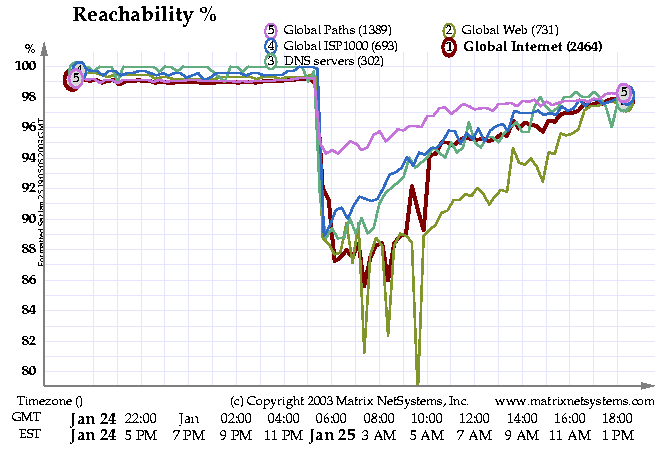 Reachability %
5 Global Paths (1389)
2 Global Web (731)
4 Global ISP1000 (693)
1 Global Internet (2464)
3 DNS servers (302)
%
100
98
96
94
92
90
88
86
84
82
80
4
5
5
Timezone ()
(c) Copyright 2003 Matrix NetSystems, Inc.
www.matrixnetsystems.com
GMT Jan 24 22:00 Jan 02:00 04:00 06:00 08:00 10:00 12:00 14:00 16:00 18:00
EST Jan 24 5 PM 7 PM 9 PM 11 PM Jan 25 3 AM 5 AM 7 AM 9 AM 11 AM 1 PM